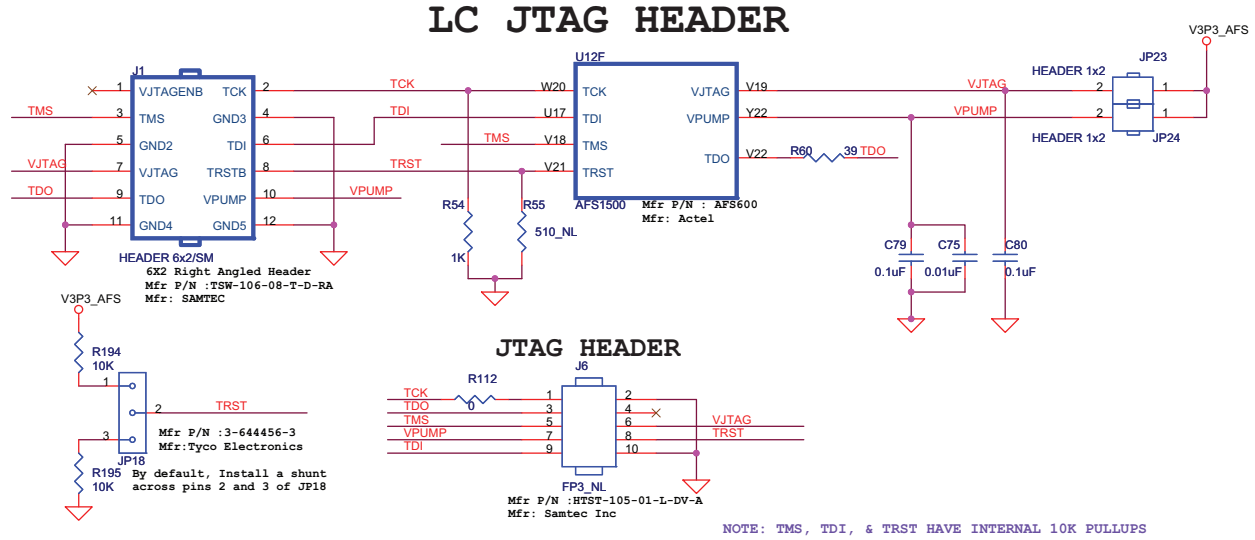 LC JTAG HEADER
J1
1 VJTAGENB TCK 2
TMS 3 TMS GND3 4
5 GND2 TDI 6
VJTAG 7 VJTAG TRSTB 8
TDO 9 TDO VPUMP 10 VPUMP
11 GND4 GND5 12
HEADER 6x2/SM
6X2 Right Angled Header
Mfr P/N :TSW-106-08-T-D-RA
Mfr: SAMTEC
TCK
TDI
TMS
TRST
R54
1K
R55
510_NL
U12F
W20 TCK VJTAG V19
U17 TDI VPUMP Y22
V18 TMS
TDO V22
V21 TRST
AFS1500
Mfr P/N : AFS600
Mfr: Actel
R60 39 TDO
VJTAG
VPUMP
V3P3_AFS
JP23
HEADER 1x2
2 1
2 1
HEADER 1x2
JP24
C79
0.1uF
C75
0.01uF
C80
0.1uF
V3P3_AFS
R194
10K
1
2 TRST
3
JP18
R195
10K
Mfr P/N :3-644456-3
Mfr:Tyco Electronics
By default, Install a shunt
across pins 2 and 3 of JP18
JTAG HEADER
J6
TCK R112 0 1 2
TDO 3 4
TMS 5 6 VJTAG
VPUMP 7 8 TRST
TDI 9 10
FP3_NL
Mfr P/N :HTST-105-01-L-DV-A
Mfr: Samtec Inc
NOTE: TMS, TDI, & TRST HAVE INTERNAL 10K PULLUPS